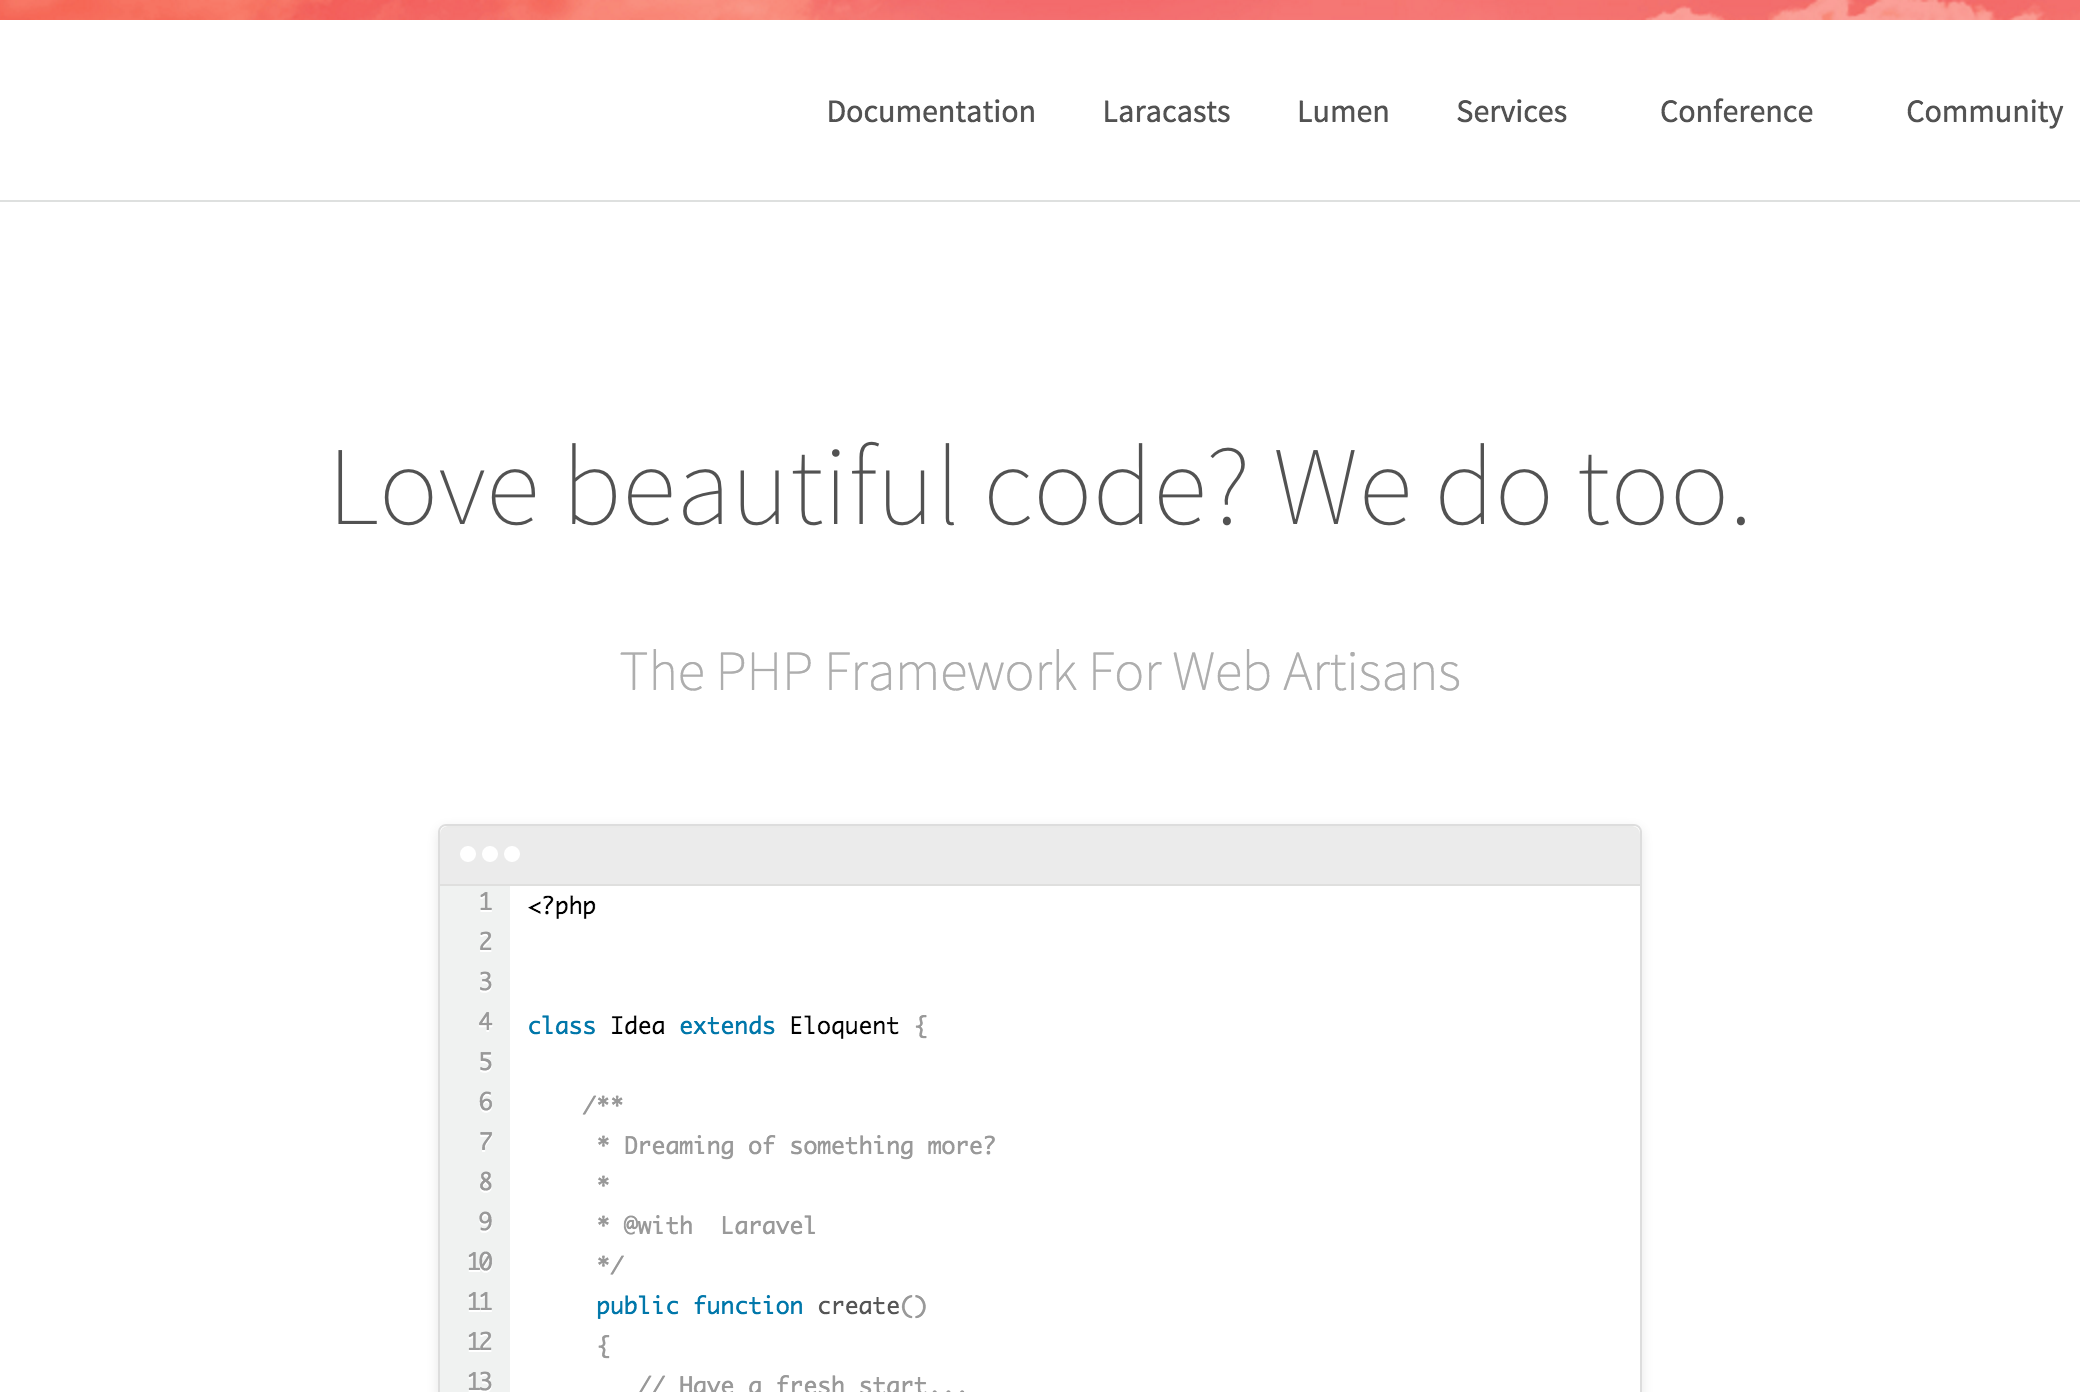 Documentation Laracasts Lumen Services Conference Community
Love beautiful code? We do too.
The PHP Framework For Web Artisans
1 <?php
2
3
4 class Idea extends Eloquent {
5
6 /**
7 * Dreaming of something more?
8 *
9 * @with  Laravel
10 */
11 public function create()
12 {
13 // Have a fresh start...